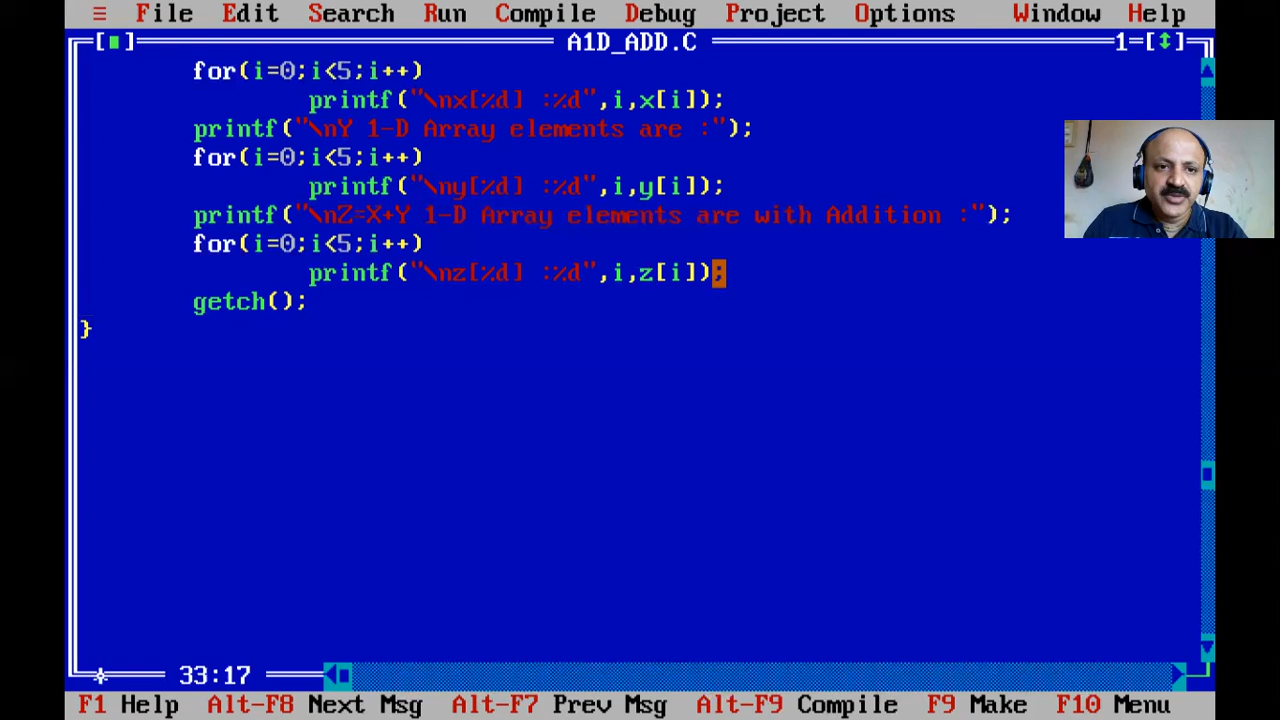 ≡ File Edit Search Run Compile Debug Project Options Window Help
[■] A1D_ADD.C 1=[↕]
for(i=0;i<5;i++)
printf("\nx[%d] :%d",i,x[i]);
printf("\nY 1-D Array elements are :");
for(i=0;i<5;i++)
printf("\ny[%d] :%d",i,y[i]);
printf("\nZ=X+Y 1-D Array elements are with Addition :");
for(i=0;i<5;i++)
printf("\nz[%d] :%d",i,z[i]);
getch();
}
33:17
F1 Help Alt-F8 Next Msg Alt-F7 Prev Msg Alt-F9 Compile F9 Make F10 Menu